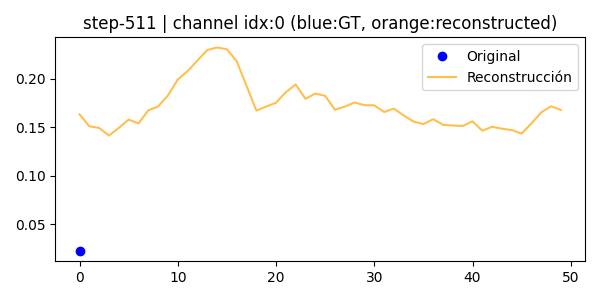 step-511 | channel idx:0 (blue:GT, orange:reconstructed)
Original
Reconstrucción
0.20
0.15
0.10
0.05
0 10 20 30 40 50